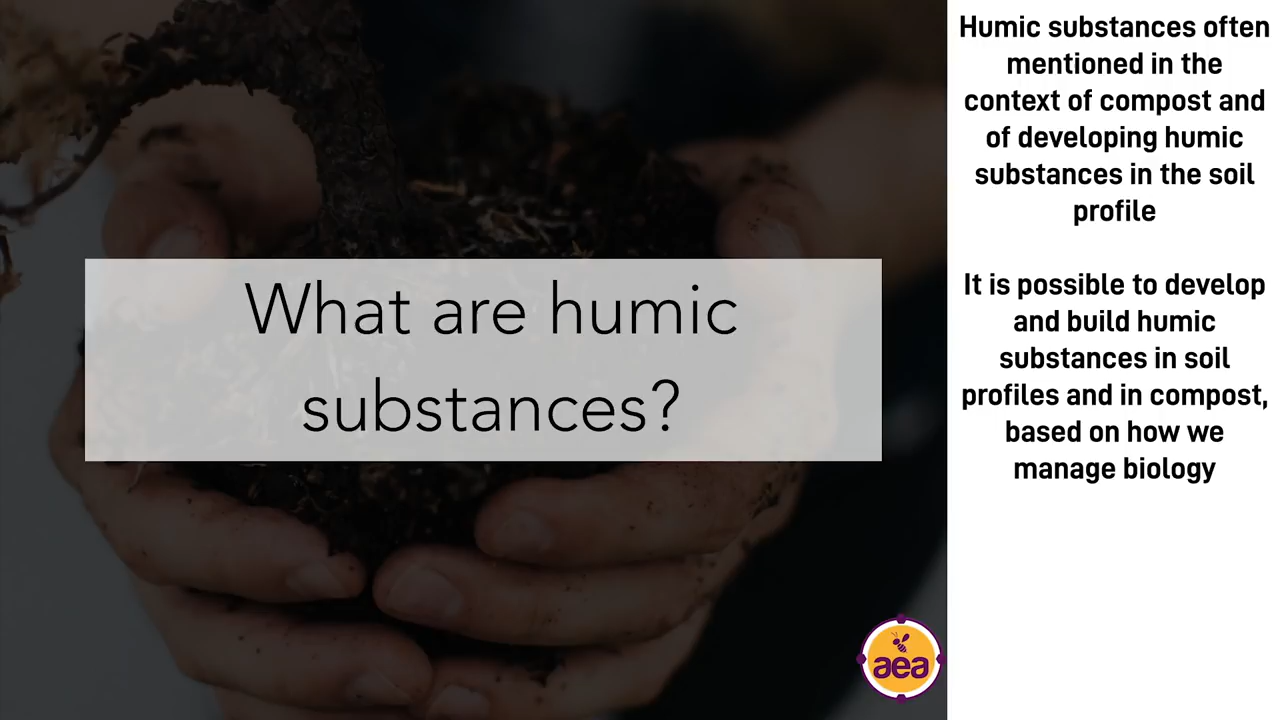 What are humic
substances?
Humic substances often
mentioned in the
context of compost and
of developing humic
substances in the soil
profile
It is possible to develop
and build humic
substances in soil
profiles and in compost,
based on how we
manage biology
aea